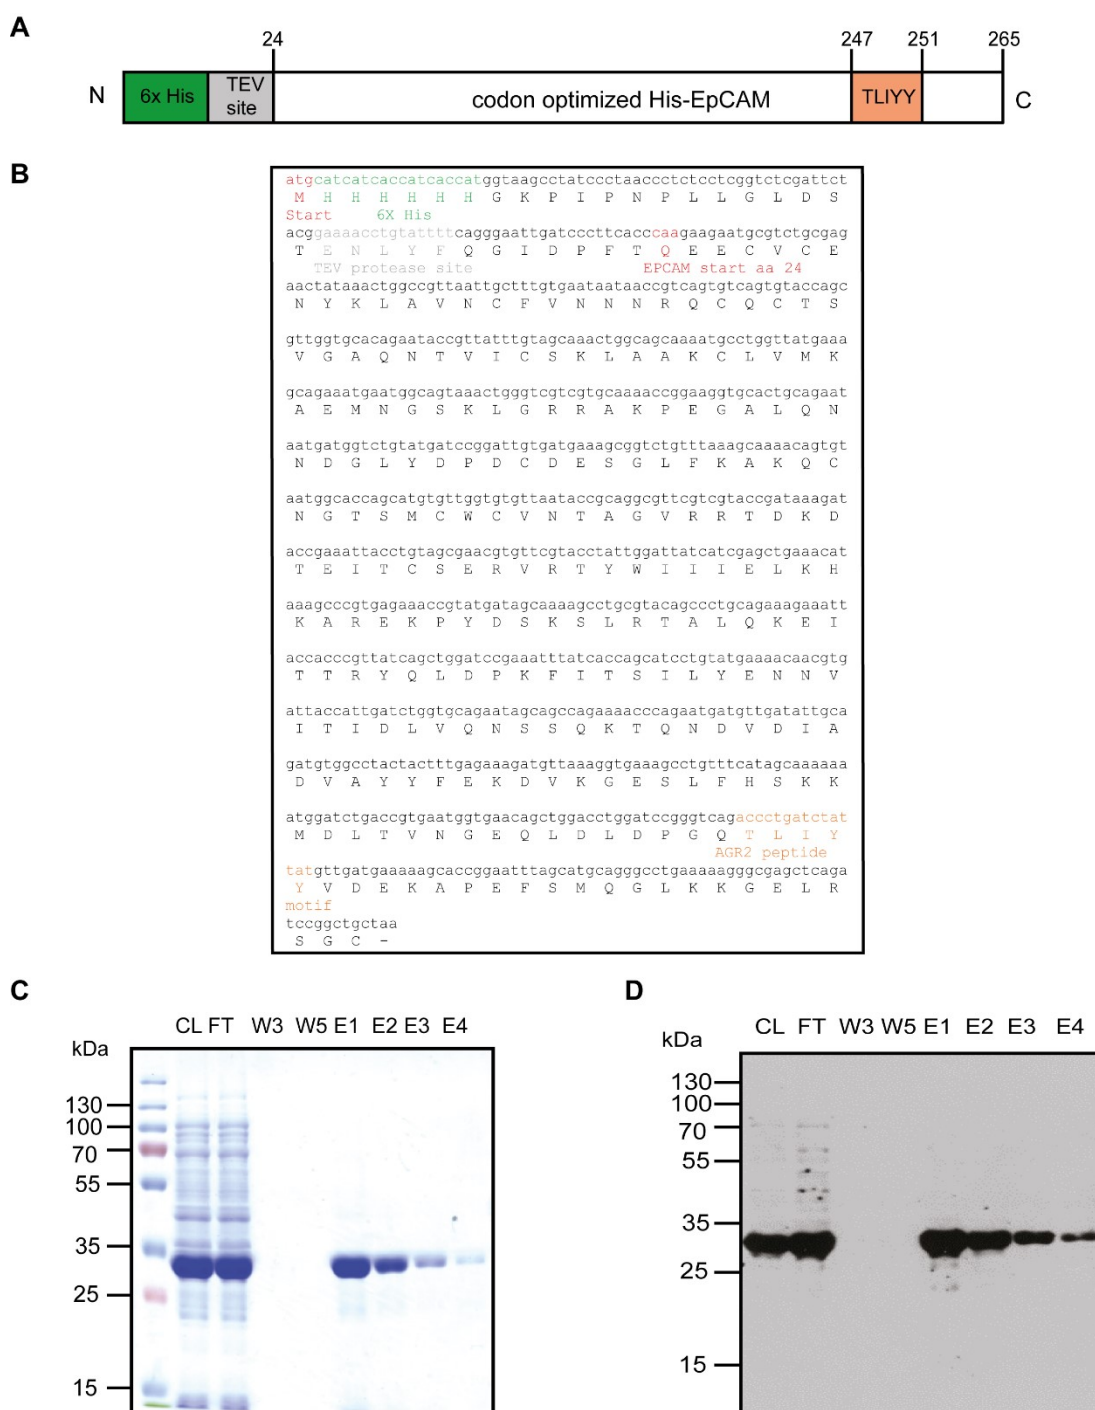 A
24 247 251 265
N 6x His TEV site codon optimized His-EpCAM TLIYY C
B
atgcatcatcaccatcaccatggtaagcctatccctaaccctctcctcggtctcgattct
M H H H H H H G K P I P N P L L G L D S
Start 6X His
acggaaaacctgtattttcagggaattgatcccttcacccaagaagaatgcgtctgcgag
T E N L Y F Q G I D P F T Q E E C V C E
TEV protease site EPCAM start aa 24
aactataaactggccgttaattgctttgtgaataataaccgtcagtgtcagtgtaccagc
N Y K L A V N C F V N N N R Q C Q C T S
gttggtgcacagaataccgttatttgtagcaaactggcagcaaaatgcctggttatgaaa
V G A Q N T V I C S K L A A K C L V M K
gcagaaatgaatggcagtaaactgggtcgtcgtgcaaaaccggaaggtgcactgcagaat
A E M N G S K L G R R A K P E G A L Q N
aatgatggtctgtatgatccggattgtgatgaaagcggtctgtttaaagcaaaacagtgt
N D G L Y D P D C D E S G L F K A K Q C
aatggcaccagcatgtgttggtgtgttaataccgcaggcgttcgtcgtaccgataaagat
N G T S M C W C V N T A G V R R T D K D
accgaaattacctgtagcgaacgtgttcgtacctattggattatcatcgagctgaaacat
T E I T C S E R V R T Y W I I I E L K H
aaagcccgtgagaaaccgtatgatagcaaaagcctgcgtacagccctgcagaaagaaatt
K A R E K P Y D S K S L R T A L Q K E I
accacccgttatcagctggatccgaaatttatcaccagcatcctgtatgaaaacaacgtg
T T R Y Q L D P K F I T S I L Y E N N V
attaccattgatctggtgcagaatagcagccagaaaacccagaatgatgttgatattgca
I T I D L V Q N S S Q K T Q N D V D I A
gatgtggcctactactttgagaaagatgttaaaggtgaaagcctgtttcatagcaaaaaa
D V A Y Y F E K D V K G E S L F H S K K
atggatctgaccgtgaatggtgaacagctggacctggatccgggtcagaccctgatctat
M D L T V N G E Q L D L D P G Q T L I Y
AGR2 peptide
tatgttgatgaaaaagcaccggaatttagcatgcagggcctgaaaaagggcgagctcaga
Y V D E K A P E F S M Q G L K K G E L R
motif
tccggctgctaa
S G C –
C
CL FT W3 W5 E1 E2 E3 E4
kDa
130
100
70
55
35
25
15
D
CL FT W3 W5 E1 E2 E3 E4
kDa
130
100
70
55
35
25
15